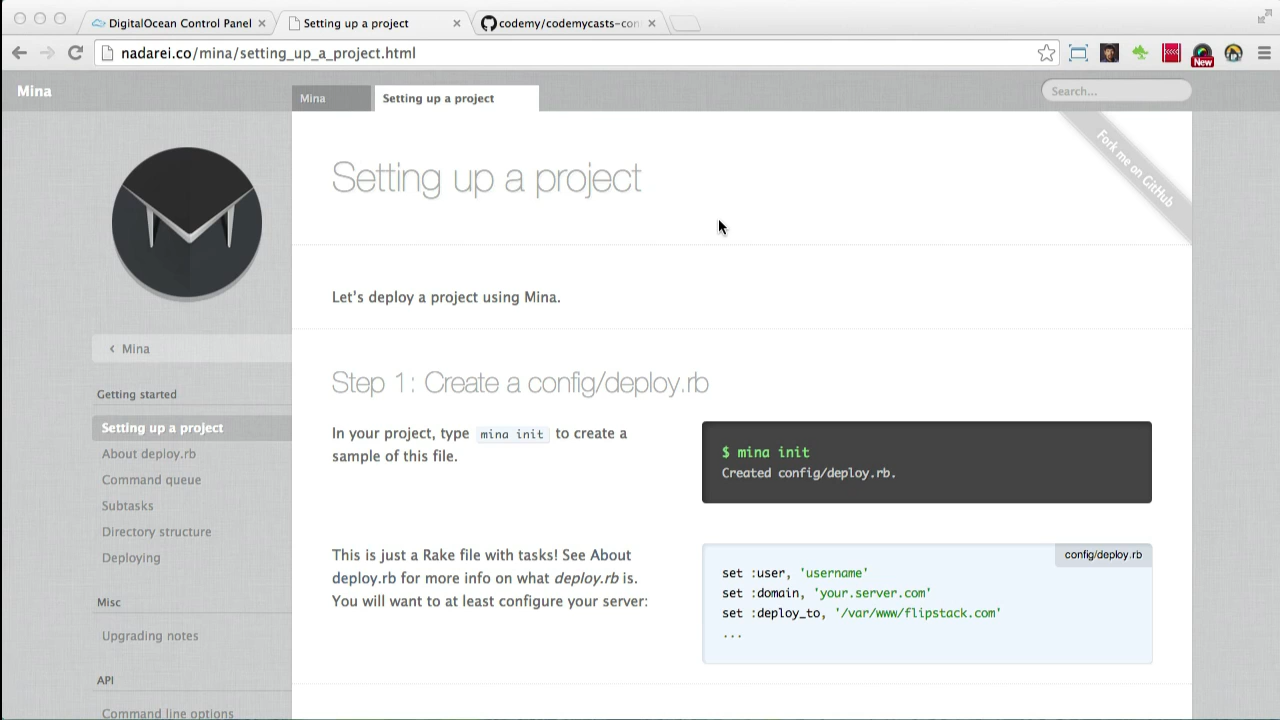 DigitalOcean Control Panel
Setting up a project
codemy/codemycasts-con
nadarei.co/mina/setting_up_a_project.html
New
Mina
Mina
Setting up a project
Search...
Fork me on GitHub
Setting up a project
Let's deploy a project using Mina.
‹ Mina
Getting started
Setting up a project
About deploy.rb
Command queue
Subtasks
Directory structure
Deploying
Misc
Upgrading notes
API
Command line options
Step 1: Create a config/deploy.rb
In your project, type mina init to create a
sample of this file.
$ mina init
Created config/deploy.rb.
This is just a Rake file with tasks! See About
deploy.rb for more info on what deploy.rb is.
You will want to at least configure your server:
config/deploy.rb
set :user, 'username'
set :domain, 'your.server.com'
set :deploy_to, '/var/www/flipstack.com'
...